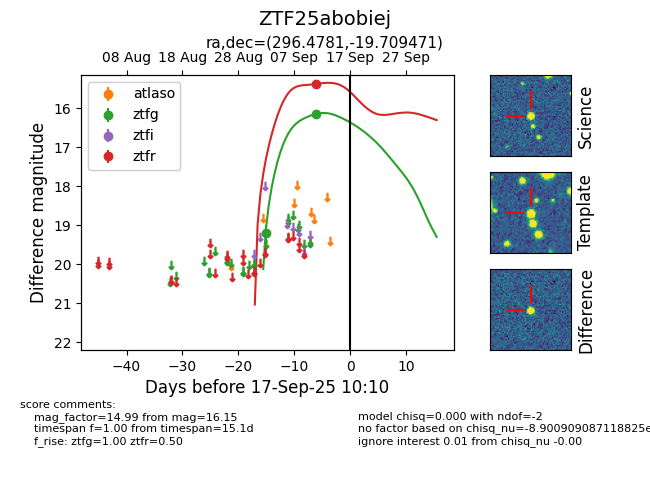 ZTF25abobiej
ra,dec=(296.4781,-19.709471)
08 Aug 18 Aug 28 Aug 07 Sep 17 Sep 27 Sep
atlaso
ztfg
ztfi
ztfr
Difference magnitude
16
17
18
19
20
21
22
−40 −30 −20 −10 0 10
Days before 17-Sep-25 10:10
Science
Template
Difference
score comments:
mag_factor=14.99 from mag=16.15
timespan f=1.00 from timespan=15.1d
f_rise: ztfg=1.00 ztfr=0.50
model chisq=0.000 with ndof=-2
no factor based on chisq_nu=-8.900909087118825e
ignore interest 0.01 from chisq_nu -0.00